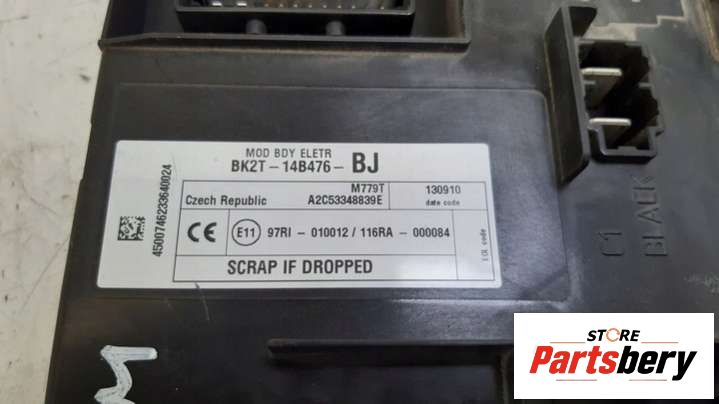 MOD BDY ELETR
BK2T-14B476-BJ
M779T
Czech Republic A2C53348839E
130910
date code
CE E11 97RI-010012/116RA-000084
SCRAP IF DROPPED
4500746233640024
C1
BLACK
STORE
Partsbery